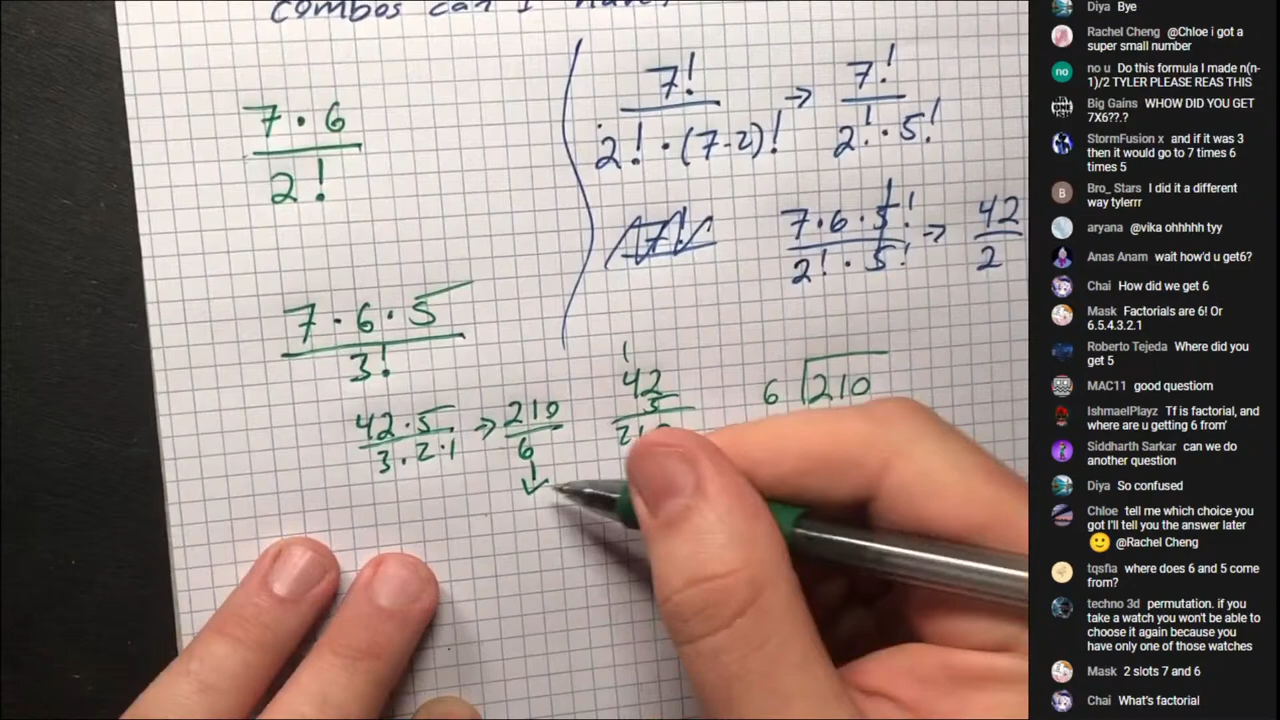 combos can I have
7 · 6
2!
7!
2! · (7-2)!
→
7!
2! · 5!
7!
7 · 6 · 5!
2! · 5!
→
42
2
7 · 6 · 5
3!
42 · 5
3 · 2 · 1
→
210
6
↓
1
42
5
210
6
210
Diya Bye
Rachel Cheng @Chloe i got a
super small number
no u Do this formula I made n(n-
1)/2 TYLER PLEASE REAS THIS
Big Gains WHOW DID YOU GET
7X6??.?
StormFusion x and if it was 3
then it would go to 7 times 6
times 5
Bro_ Stars I did it a different
way tylerrr
aryana @vika ohhhhh tyy
Anas Anam wait how'd u get6?
Chai How did we get 6
Mask Factorials are 6! Or
6.5.4.3.2.1
Roberto Tejeda Where did you
get 5
MAC11 good questiom
IshmaelPlayz Tf is factorial, and
where are u getting 6 from'
Siddharth Sarkar can we do
another question
Diya So confused
Chloe tell me which choice you
got I'll tell you the answer later
🙂 @Rachel Cheng
tqsfia where does 6 and 5 come
from?
techno 3d permutation. if you
take a watch you won't be able to
choose it again because you
have only one of those watches
Mask 2 slots 7 and 6
Chai What's factorial